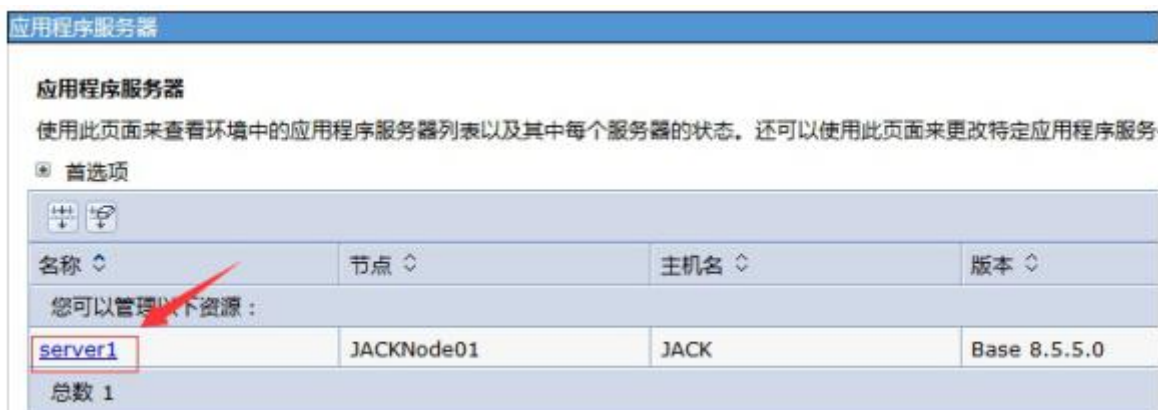 应用程序服务器
应用程序服务器
使用此页面来查看环境中的应用程序服务器列表以及其中每个服务器的状态。还可以使用此页面来更改特定应用程序服务
首选项
名称 节点 主机名 版本
您可以管理以下资源：
server1 JACKNode01 JACK Base 8.5.5.0
总数 1